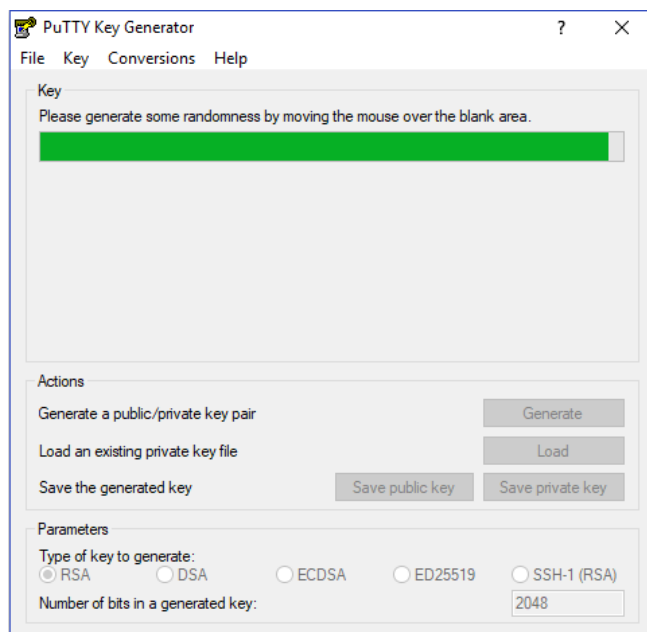 PuTTY Key Generator
? ×
File Key Conversions Help
Key
Please generate some randomness by moving the mouse over the blank area.
Actions
Generate a public/private key pair Generate
Load an existing private key file Load
Save the generated key Save public key Save private key
Parameters
Type of key to generate:
RSA DSA ECDSA ED25519 SSH-1 (RSA)
Number of bits in a generated key: 2048